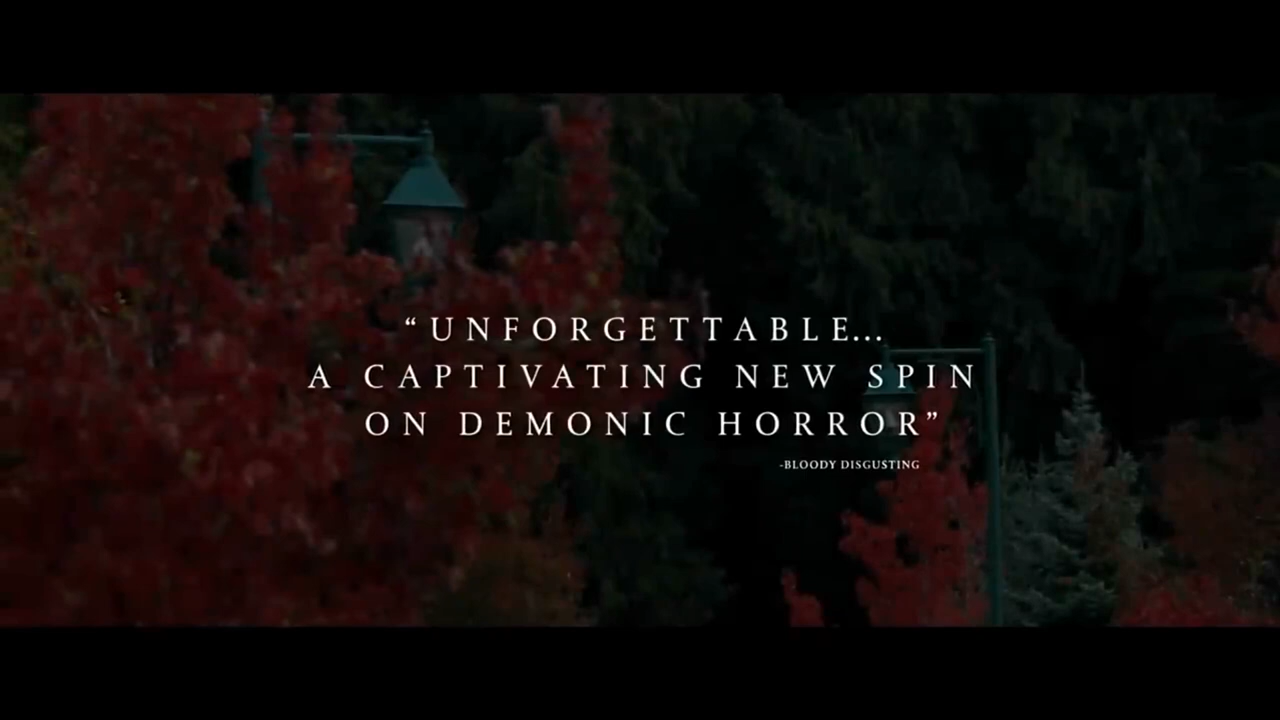 “UNFORGETTABLE...
A CAPTIVATING NEW SPIN
ON DEMONIC HORROR”
-BLOODY DISGUSTING